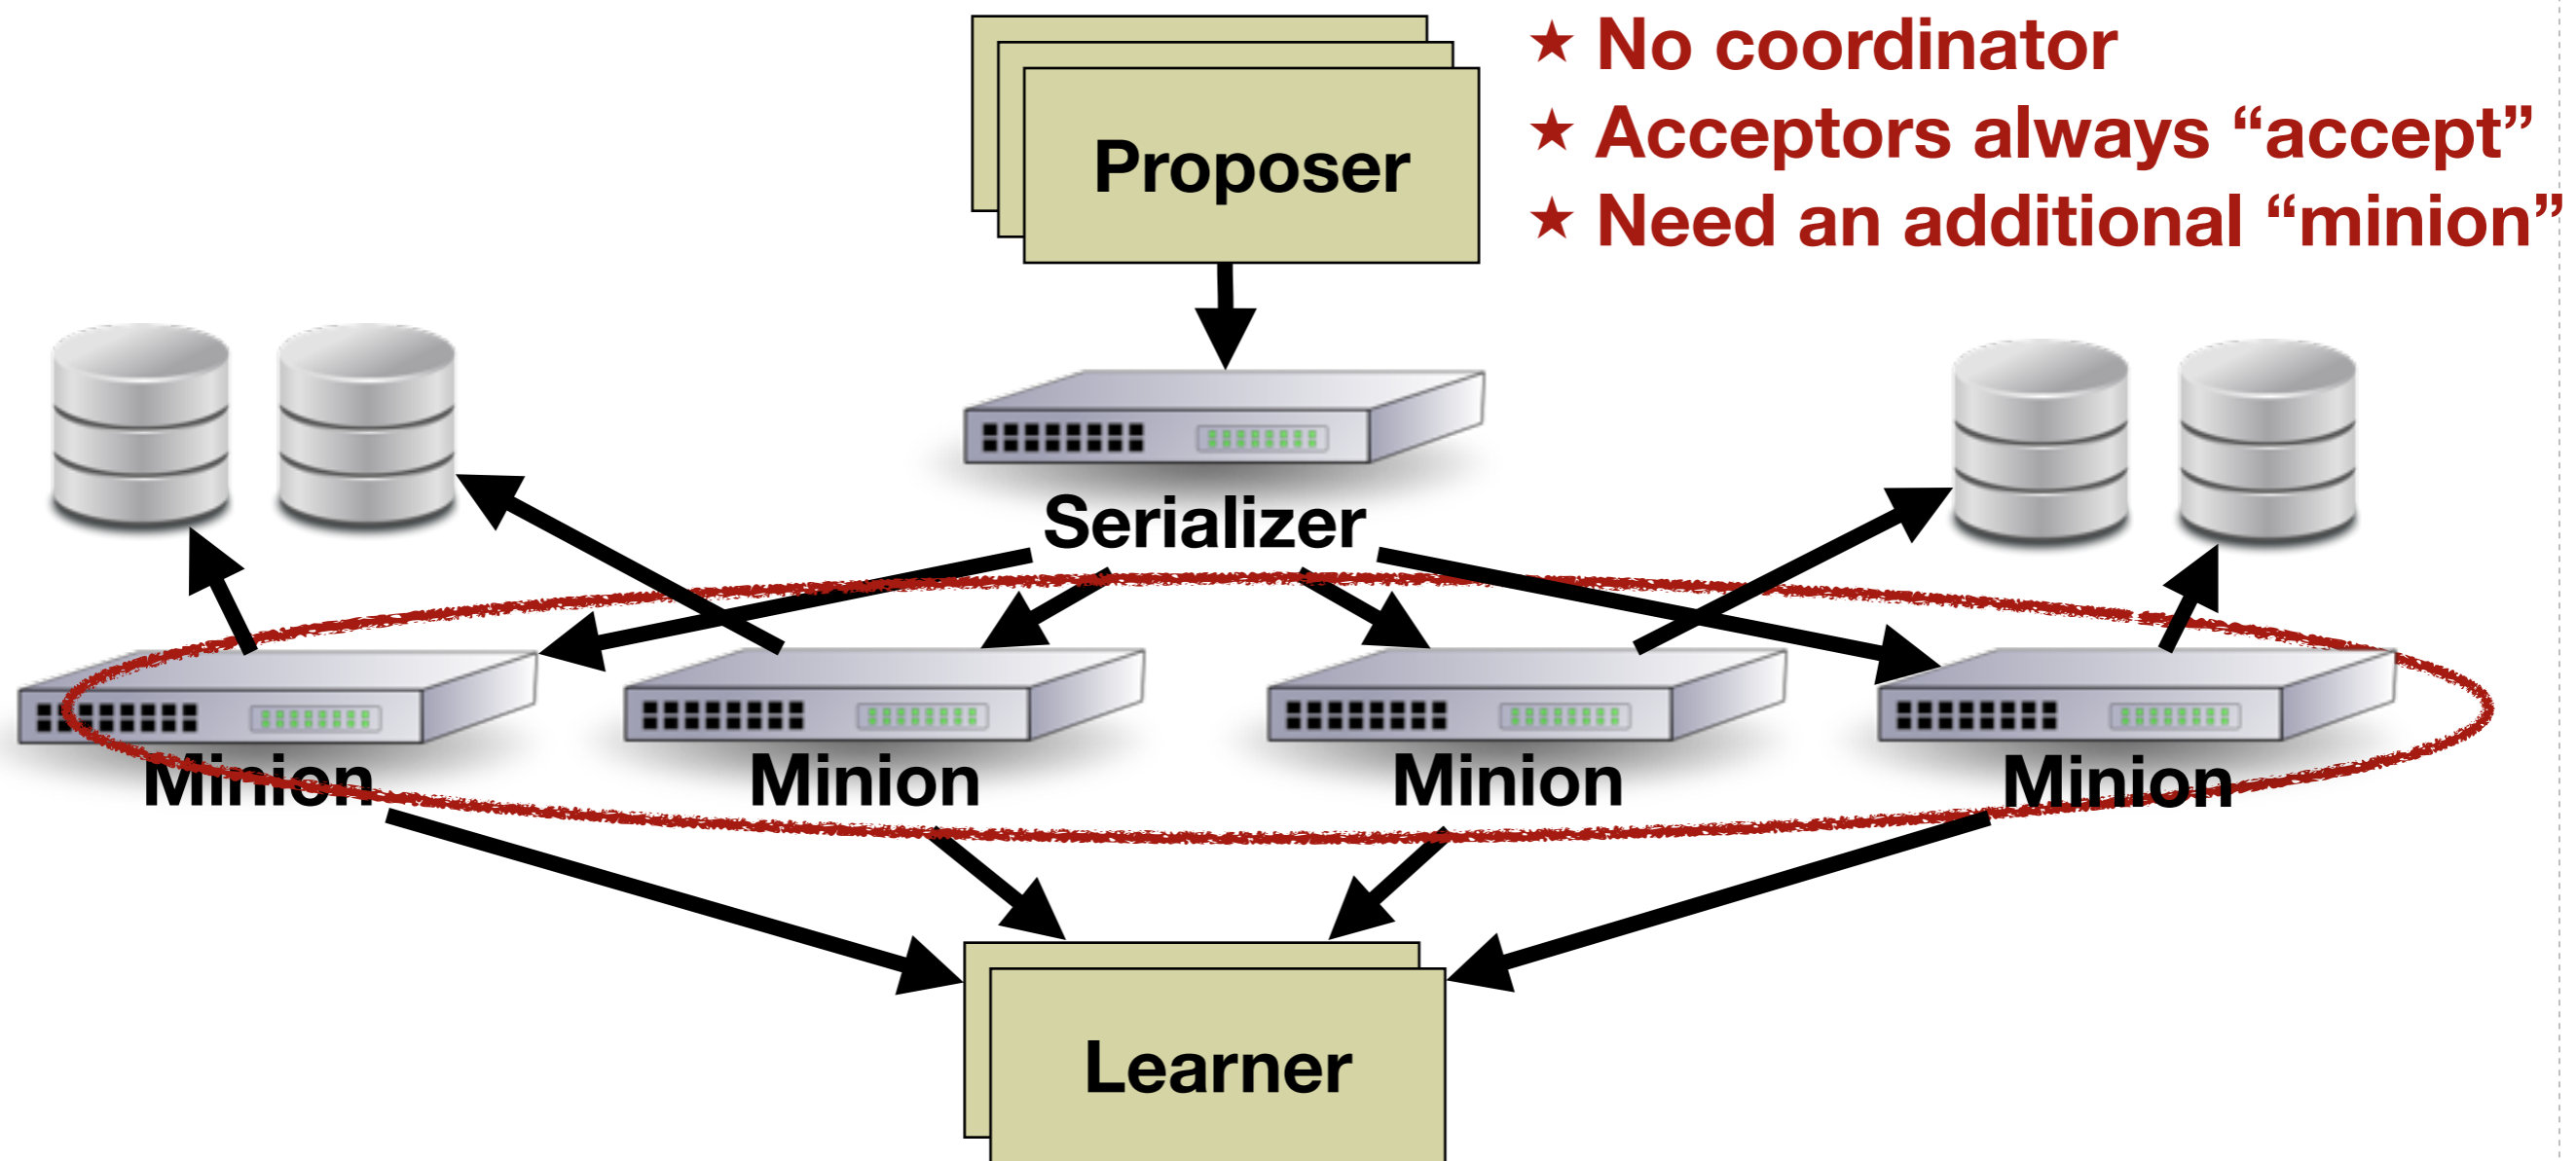 ★ No coordinator
★ Acceptors always “accept”
★ Need an additional “minion”
Proposer
Serializer
Minion
Minion
Minion
Minion
Learner